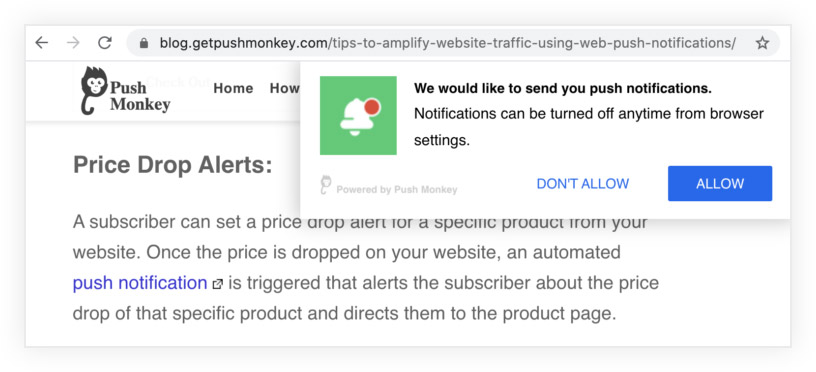 blog.getpushmonkey.com/tips-to-amplify-website-traffic-using-web-push-notifications/
Push
Monkey
Home How
We would like to send you push notifications.
Notifications can be turned off anytime from browser
settings.
Powered by Push Monkey
DON'T ALLOW
ALLOW
Price Drop Alerts:
A subscriber can set a price drop alert for a specific product from your
website. Once the price is dropped on your website, an automated
push notification is triggered that alerts the subscriber about the price
drop of that specific product and directs them to the product page.